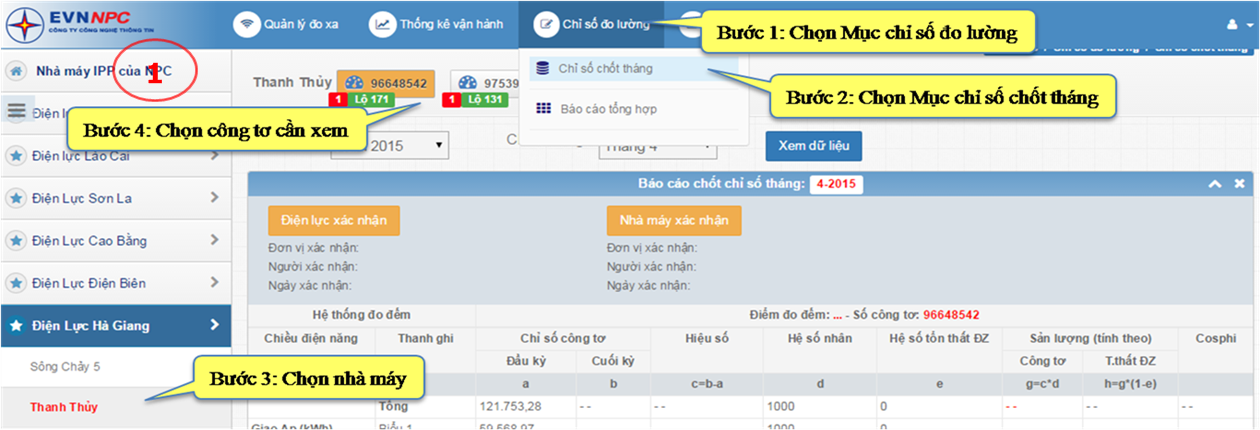 EVNNPC
CÔNG TY CÔNG NGHỆ THÔNG TIN
Quản lý đo xa
Thống kê vận hành
Chỉ số đo lường
Bước 1: Chọn Mục chỉ số đo lường
Chỉ số chốt tháng
Báo cáo tổng hợp
Bước 2: Chọn Mục chỉ số chốt tháng
Nhà máy IPP của NPC
1
Thanh Thủy
96648542
97539
1 Lộ 171
1 Lộ 131
Bước 4: Chọn công tơ cần xem
2015
Tháng 4
Xem dữ liệu
Điện lực Lào Cai
Điện Lực Sơn La
Điện Lực Cao Bằng
Điện Lực Điện Biên
Điện Lực Hà Giang
Sông Chảy 5
Thanh Thủy
Bước 3: Chọn nhà máy
Báo cáo chốt chỉ số tháng: 4-2015
Điện lực xác nhận
Nhà máy xác nhận
Đơn vị xác nhận:
Đơn vị xác nhận:
Người xác nhận:
Người xác nhận:
Ngày xác nhận:
Ngày xác nhận:
Hệ thống đo đếm
Điểm đo đếm: ... - Số công tơ: 96648542
Chiều điện năng
Thanh ghi
Chỉ số công tơ
Hiệu số
Hệ số nhân
Hệ số tổn thất ĐZ
Sản lượng (tính theo)
Cosphi
Đầu kỳ
Cuối kỳ
Công tơ
T.thất ĐZ
a
b
c=b-a
d
e
g=c*d
h=g*(1-e)
Tổng
121.753,28
--
--
1000
0
--
--
--
Giao Ap (kWh)
Biểu 1
59.568,97
1000
0